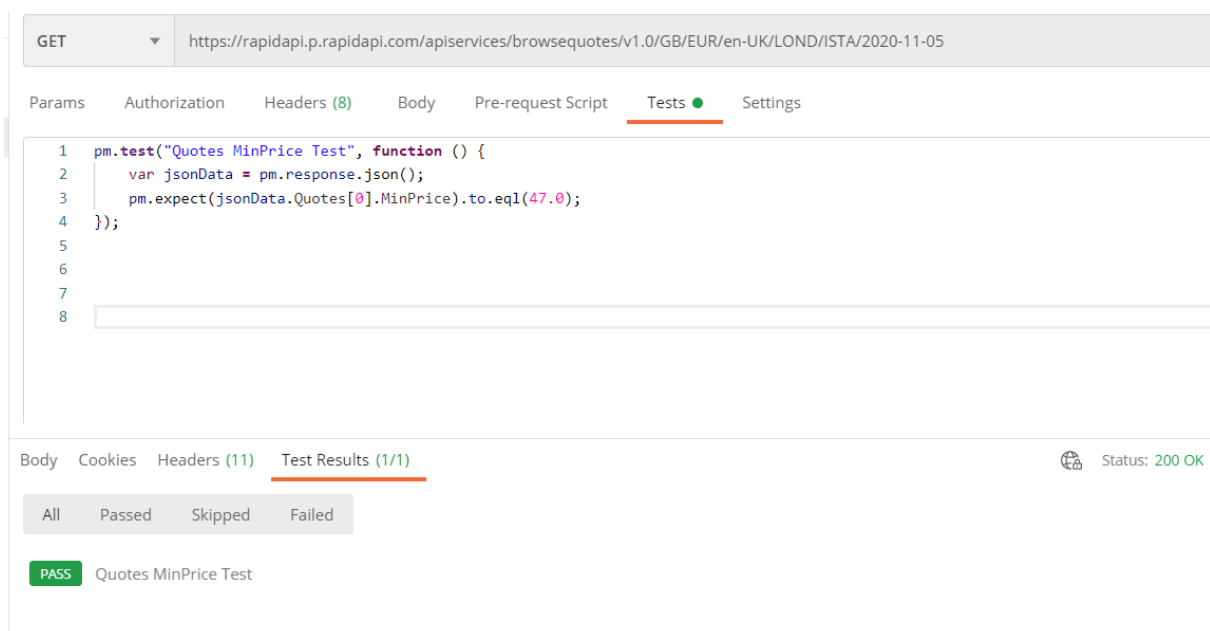 GET https://rapidapi.p.rapidapi.com/apiservices/browsequotes/v1.0/GB/EUR/en-UK/LOND/ISTA/2020-11-05
Params Authorization Headers (8) Body Pre-request Script Tests Settings
1 pm.test("Quotes MinPrice Test", function () {
2 var jsonData = pm.response.json();
3 pm.expect(jsonData.Quotes[0].MinPrice).to.eql(47.0);
4 });
5
6
7
8
Body Cookies Headers (11) Test Results (1/1) Status: 200 OK
All Passed Skipped Failed
PASS Quotes MinPrice Test